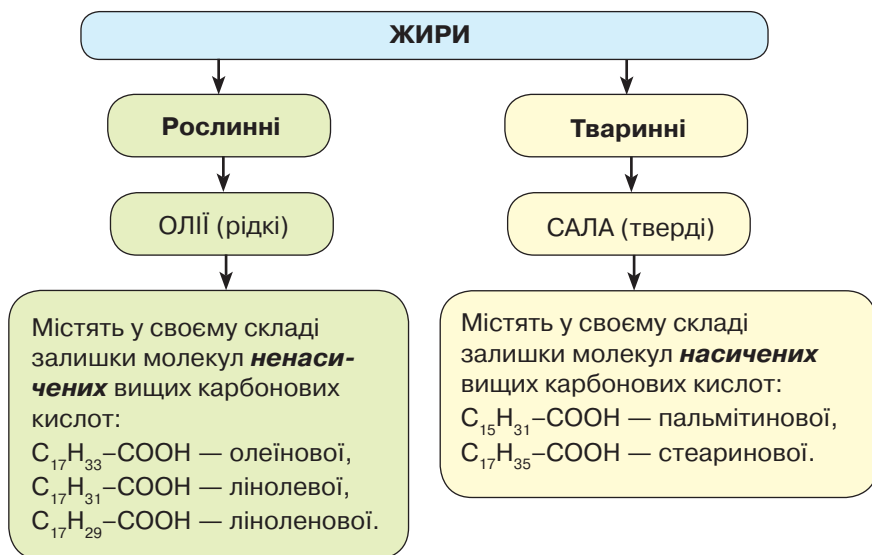 ЖИРИ
Рослинні
ОЛІЇ (рідкі)
Містять у своєму складі
залишки молекул ненаси-
чених вищих карбонових
кислот:
C₁₇H₃₃–COOH — олеїнової,
C₁₇H₃₁–COOH — лінолевої,
C₁₇H₂₉–COOH — ліноленової.
Тваринні
САЛА (тверді)
Містять у своєму складі
залишки молекул насичених
вищих карбонових кислот:
C₁₅H₃₁–COOH — пальмітинової,
C₁₇H₃₅–COOH — стеаринової.